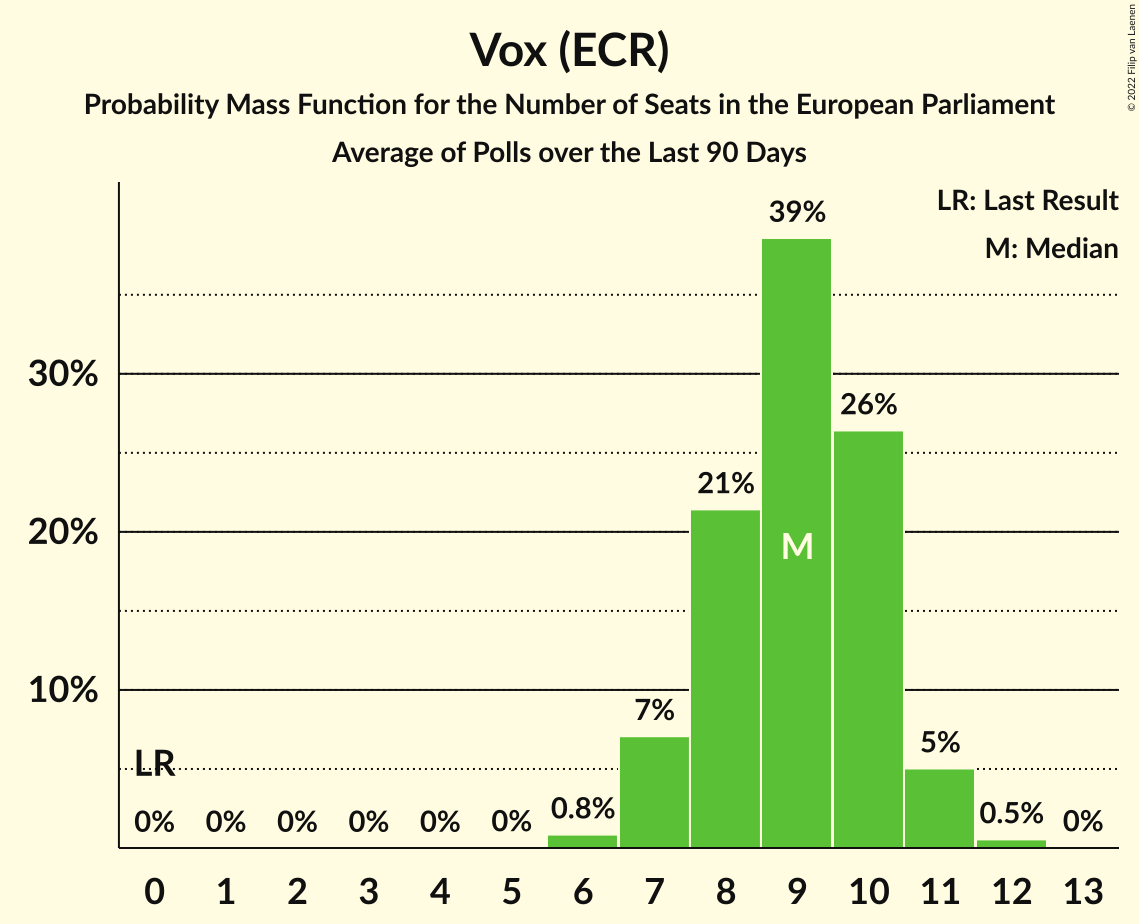 Vox (ECR)
Probability Mass Function for the Number of Seats in the European Parliament
Average of Polls over the Last 90 Days
© 2022 Filip van Laenen
LR: Last Result
M: Median
39%
30%
26%
21%
20%
M
10%
7%
5%
LR
0% 0% 0% 0% 0% 0% 0.8% 0.5% 0%
0 1 2 3 4 5 6 7 8 9 10 11 12 13